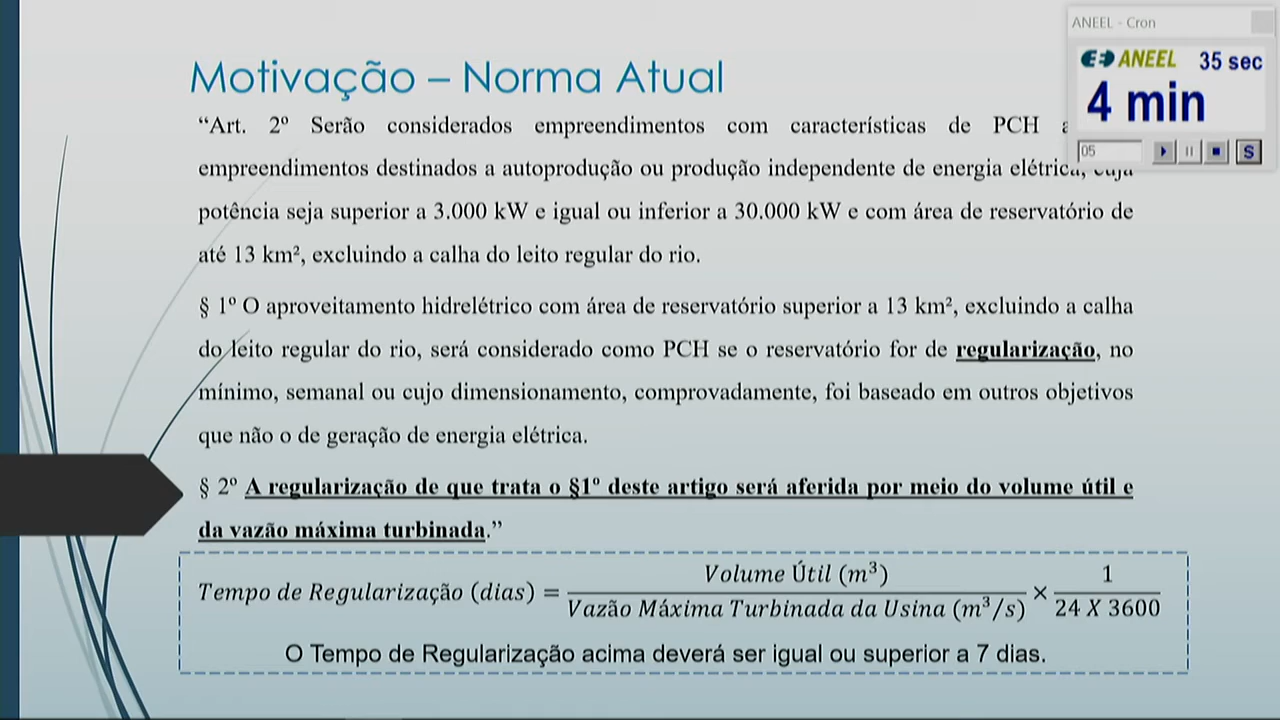 ANEEL - Cron
ANEEL 35 sec
4 min
05
S
Motivação – Norma Atual
“Art. 2º Serão considerados empreendimentos com características de PCH
empreendimentos destinados a autoprodução ou produção independente de energia elétrica, cuja
potência seja superior a 3.000 kW e igual ou inferior a 30.000 kW e com área de reservatório de
até 13 km², excluindo a calha do leito regular do rio.
§ 1º O aproveitamento hidrelétrico com área de reservatório superior a 13 km², excluindo a calha
do leito regular do rio, será considerado como PCH se o reservatório for de regularização, no
mínimo, semanal ou cujo dimensionamento, comprovadamente, foi baseado em outros objetivos
que não o de geração de energia elétrica.
§ 2º A regularização de que trata o §1º deste artigo será aferida por meio do volume útil e
da vazão máxima turbinada.”
Tempo de Regularização (dias) = Volume Útil (m³) / Vazão Máxima Turbinada da Usina (m³/s) × 1 / 24 X 3600
O Tempo de Regularização acima deverá ser igual ou superior a 7 dias.